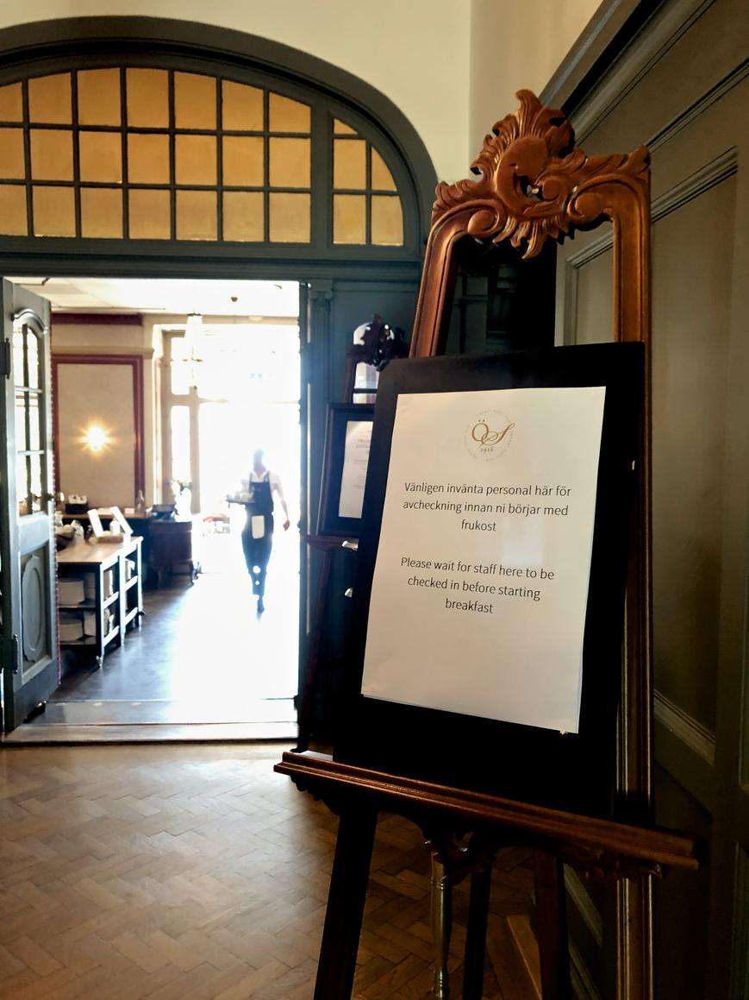 ÖS
1918
Vänligen invänta personal här för
avcheckning innan ni börjar med
frukost
Please wait for staff here to be
checked in before starting
breakfast